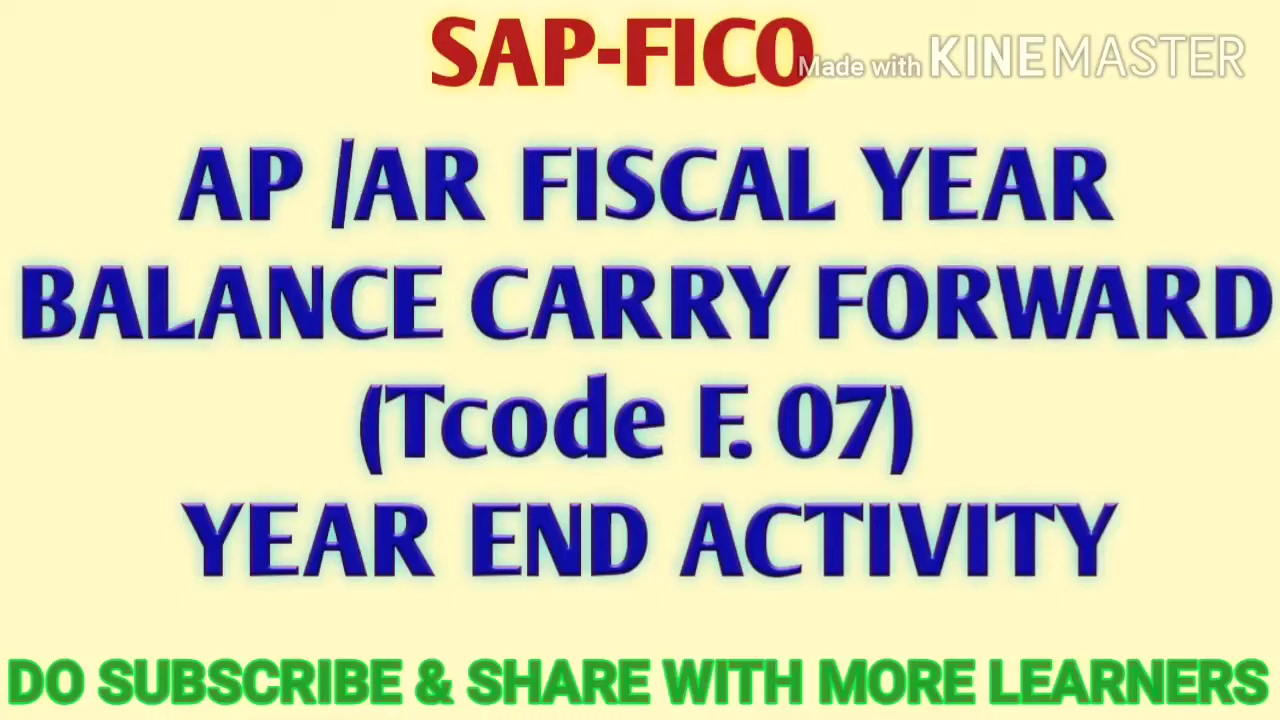 SAP-FICO
Made with KINEMASTER
AP /AR FISCAL YEAR
BALANCE CARRY FORWARD
(Tcode F. 07)
YEAR END ACTIVITY
DO SUBSCRIBE & SHARE WITH MORE LEARNERS